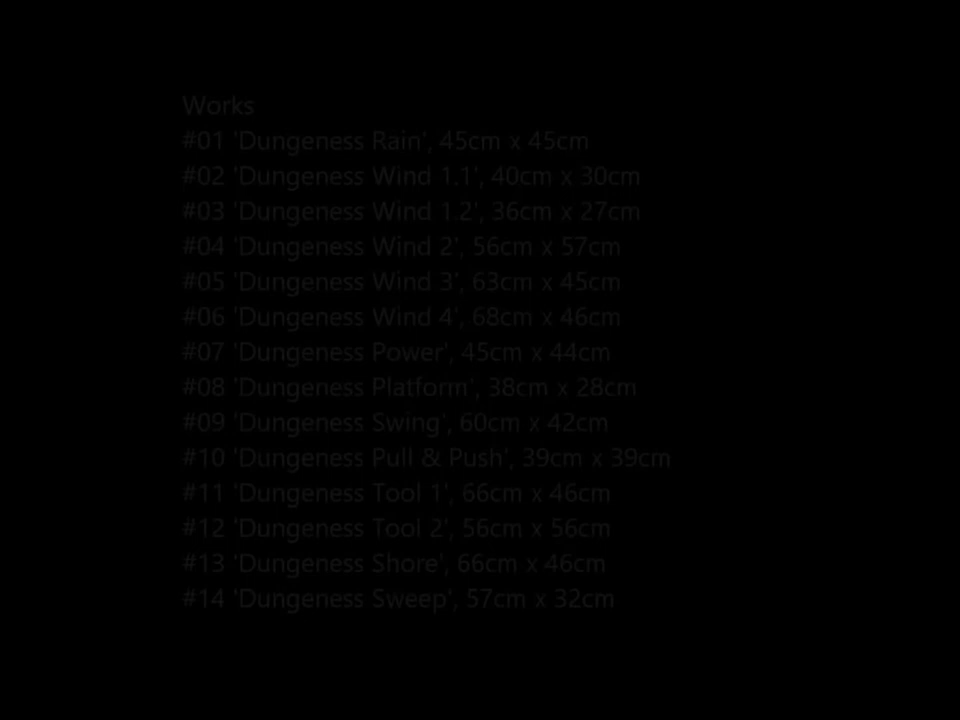 Works
#01 'Dungeness Rain', 45cm x 45cm
#02 'Dungeness Wind 1.1', 40cm x 30cm
#03 'Dungeness Wind 1.2', 36cm x 27cm
#04 'Dungeness Wind 2', 56cm x 57cm
#05 'Dungeness Wind 3', 63cm x 45cm
#06 'Dungeness Wind 4', 68cm x 46cm
#07 'Dungeness Power', 45cm x 44cm
#08 'Dungeness Platform', 38cm x 28cm
#09 'Dungeness Swing', 60cm x 42cm
#10 'Dungeness Pull & Push', 39cm x 39cm
#11 'Dungeness Tool 1', 66cm x 46cm
#12 'Dungeness Tool 2', 56cm x 56cm
#13 'Dungeness Shore', 66cm x 46cm
#14 'Dungeness Sweep', 57cm x 32cm